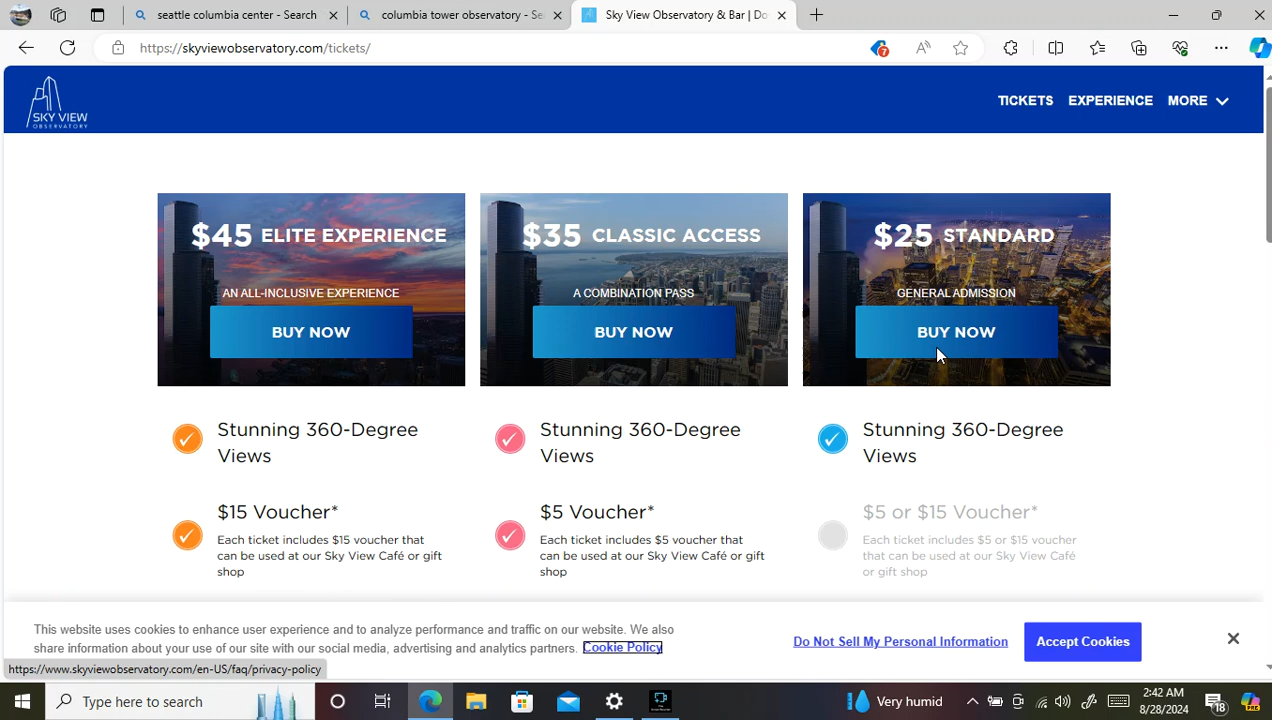 seattle columbia center - Search
columbia tower observatory - Se
Sky View Observatory & Bar | Do
https://skyviewobservatory.com/tickets/
7
SKY VIEW
OBSERVATORY
TICKETS EXPERIENCE MORE
$45 ELITE EXPERIENCE
AN ALL-INCLUSIVE EXPERIENCE
BUY NOW
$35 CLASSIC ACCESS
A COMBINATION PASS
BUY NOW
$25 STANDARD
GENERAL ADMISSION
BUY NOW
Stunning 360-Degree
Views
$15 Voucher*
Each ticket includes $15 voucher that
can be used at our Sky View Café or gift
shop
Stunning 360-Degree
Views
$5 Voucher*
Each ticket includes $5 voucher that
can be used at our Sky View Café or gift
shop
Stunning 360-Degree
Views
$5 or $15 Voucher*
Each ticket includes $5 or $15 voucher
that can be used at our Sky View Café
or gift shop
This website uses cookies to enhance user experience and to analyze performance and traffic on our website. We also
share information about your use of our site with our social media, advertising and analytics partners. Cookie Policy
Do Not Sell My Personal Information
Accept Cookies
https://www.skyviewobservatory.com/en-US/faq/privacy-policy
Type here to search
Very humid
2:42 AM
8/28/2024
18
PRE